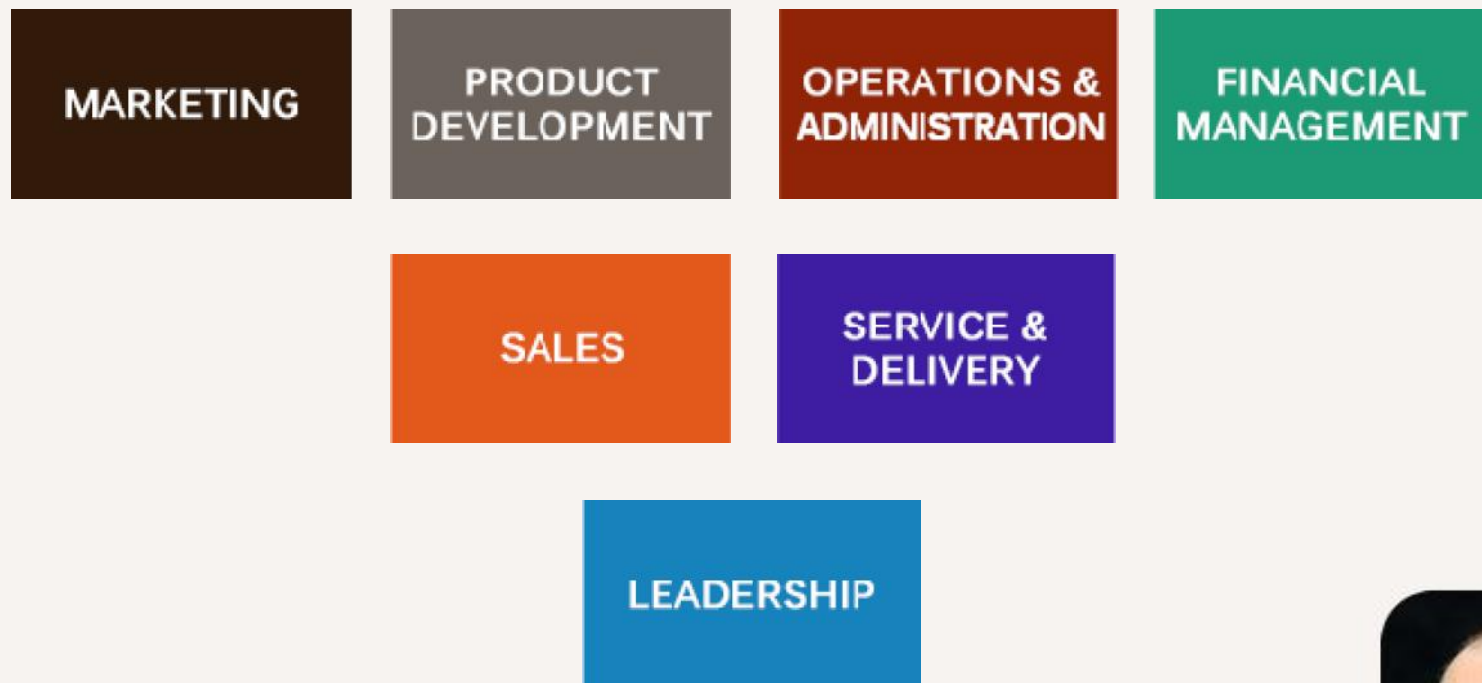 MARKETING
PRODUCT
DEVELOPMENT
OPERATIONS &
ADMINISTRATION
FINANCIAL
MANAGEMENT
SALES
SERVICE &
DELIVERY
LEADERSHIP